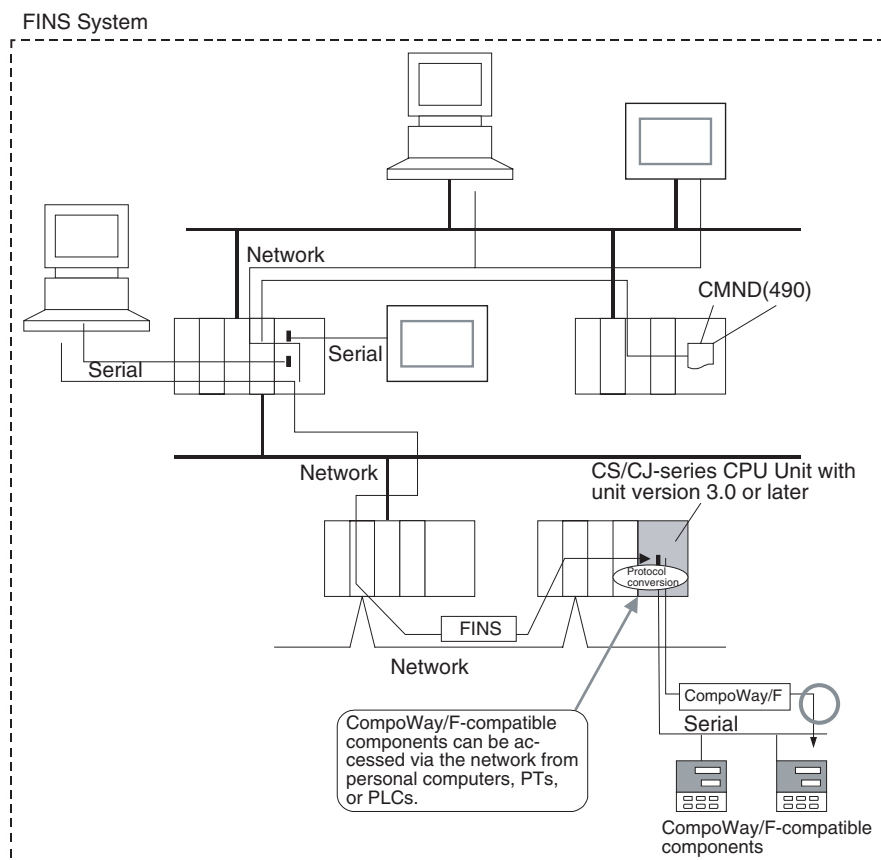 FINS System
Network
CMND(490)
Serial
Serial
Network
CS/CJ-series CPU Unit with
unit version 3.0 or later
Protocol
conversion
FINS
Network
CompoWay/F-compatible
components can be ac-
cessed via the network from
personal computers, PTs,
or PLCs.
CompoWay/F
Serial
CompoWay/F-compatible
components